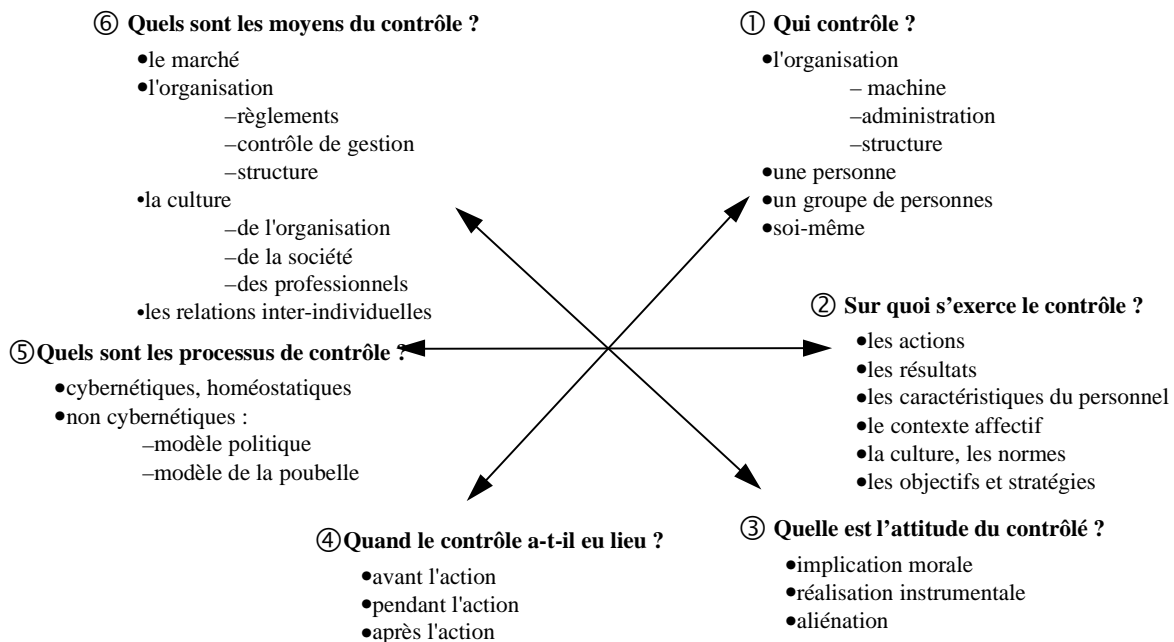 ⑥ Quels sont les moyens du contrôle ?
•le marché
•l'organisation
–règlements
–contrôle de gestion
–structure
•la culture
–de l'organisation
–de la société
–des professionnels
•les relations inter-individuelles
① Qui contrôle ?
•l'organisation
– machine
–administration
–structure
•une personne
•un groupe de personnes
•soi-même
② Sur quoi s’exerce le contrôle ?
•les actions
•les résultats
•les caractéristiques du personnel
•le contexte affectif
•la culture, les normes
•les objectifs et stratégies
⑤Quels sont les processus de contrôle ?
•cybernétiques, homéostatiques
•non cybernétiques :
–modèle politique
–modèle de la poubelle
④Quand le contrôle a-t-il eu lieu ?
•avant l'action
•pendant l'action
•après l'action
③ Quelle est l’attitude du contrôlé ?
•implication morale
•réalisation instrumentale
•aliénation